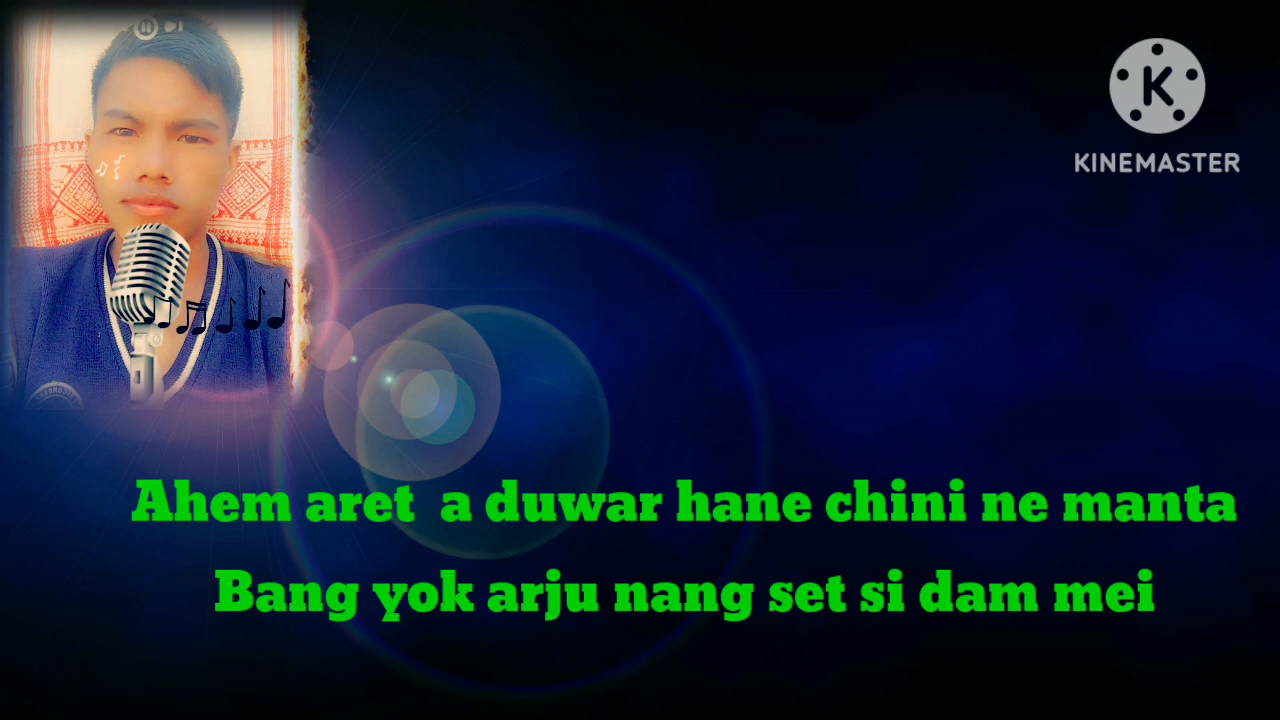 KINEMASTER
Ahem aret a duwar hane chini ne manta
Bang yok arju nang set si dam mei